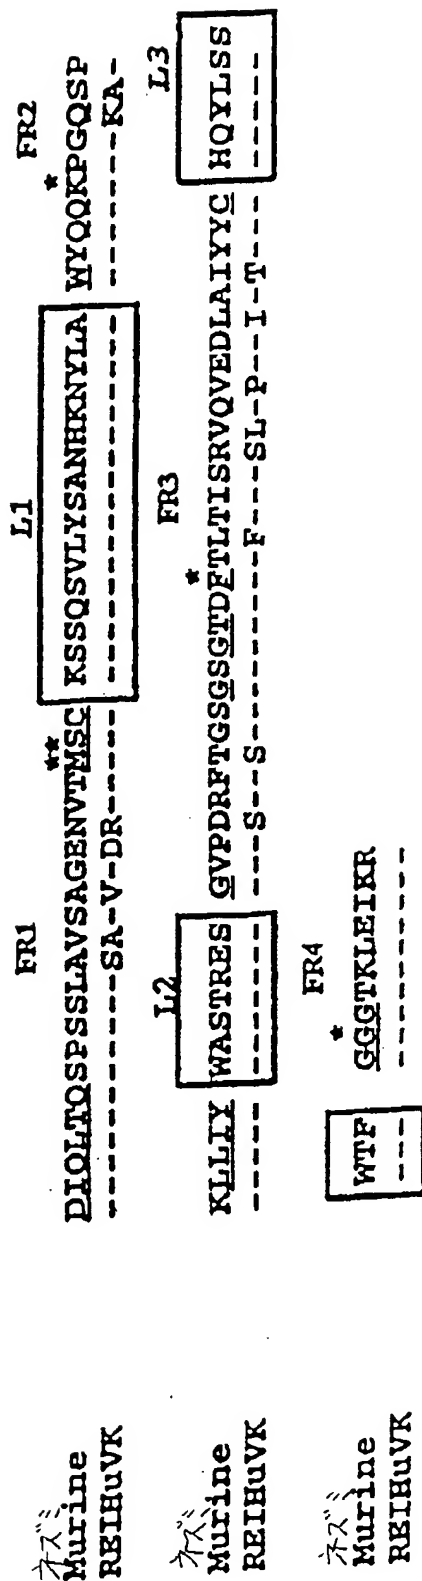 FR1 L1 FR2
** *
ネズミ
Murine DIQLTQSPSSLAVSAGENVTMSC KSSQSVLYSANHKNYLA WYQQKPGQSP
REIHuVK -----------SA-V-DR----- ----------------- -------KA-
L2 FR3 L3
*
ネズミ
Murine KLLIY WASTRES GVPDRFTGSGSGTDFTLTISRVQVEDLAIYYC HQYLSS
REIHuVK ----- ------- ---S--S---------F---SL-P--I-T--- ------
FR4
*
ネズミ
Murine WTF GGGTKLEIKR
REIHuVK --- ----------